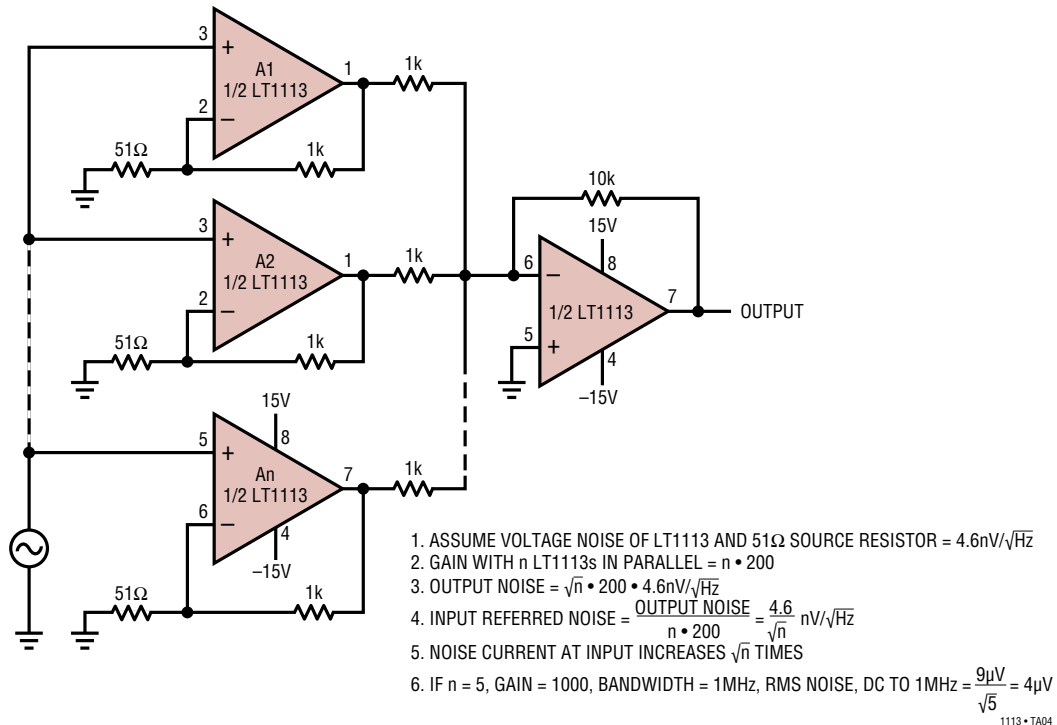 3
+
A1
1/2 LT1113
1
1k
2
–
51Ω
1k
3
+
A2
1/2 LT1113
1
1k
2
–
51Ω
1k
15V
8
5
+
An
1/2 LT1113
7
1k
6
–
4
–15V
51Ω
1k
10k
15V
8
6
–
1/2 LT1113
7
OUTPUT
5
+
4
–15V
1. ASSUME VOLTAGE NOISE OF LT1113 AND 51Ω SOURCE RESISTOR = 4.6nV/√Hz
2. GAIN WITH n LT1113s IN PARALLEL = n • 200
3. OUTPUT NOISE = √n • 200 • 4.6nV/√Hz
4. INPUT REFERRED NOISE = OUTPUT NOISE / n • 200 = 4.6 / √n nV/√Hz
5. NOISE CURRENT AT INPUT INCREASES √n TIMES
6. IF n = 5, GAIN = 1000, BANDWIDTH = 1MHz, RMS NOISE, DC TO 1MHz = 9µV / √5 = 4µV
1113 • TA04